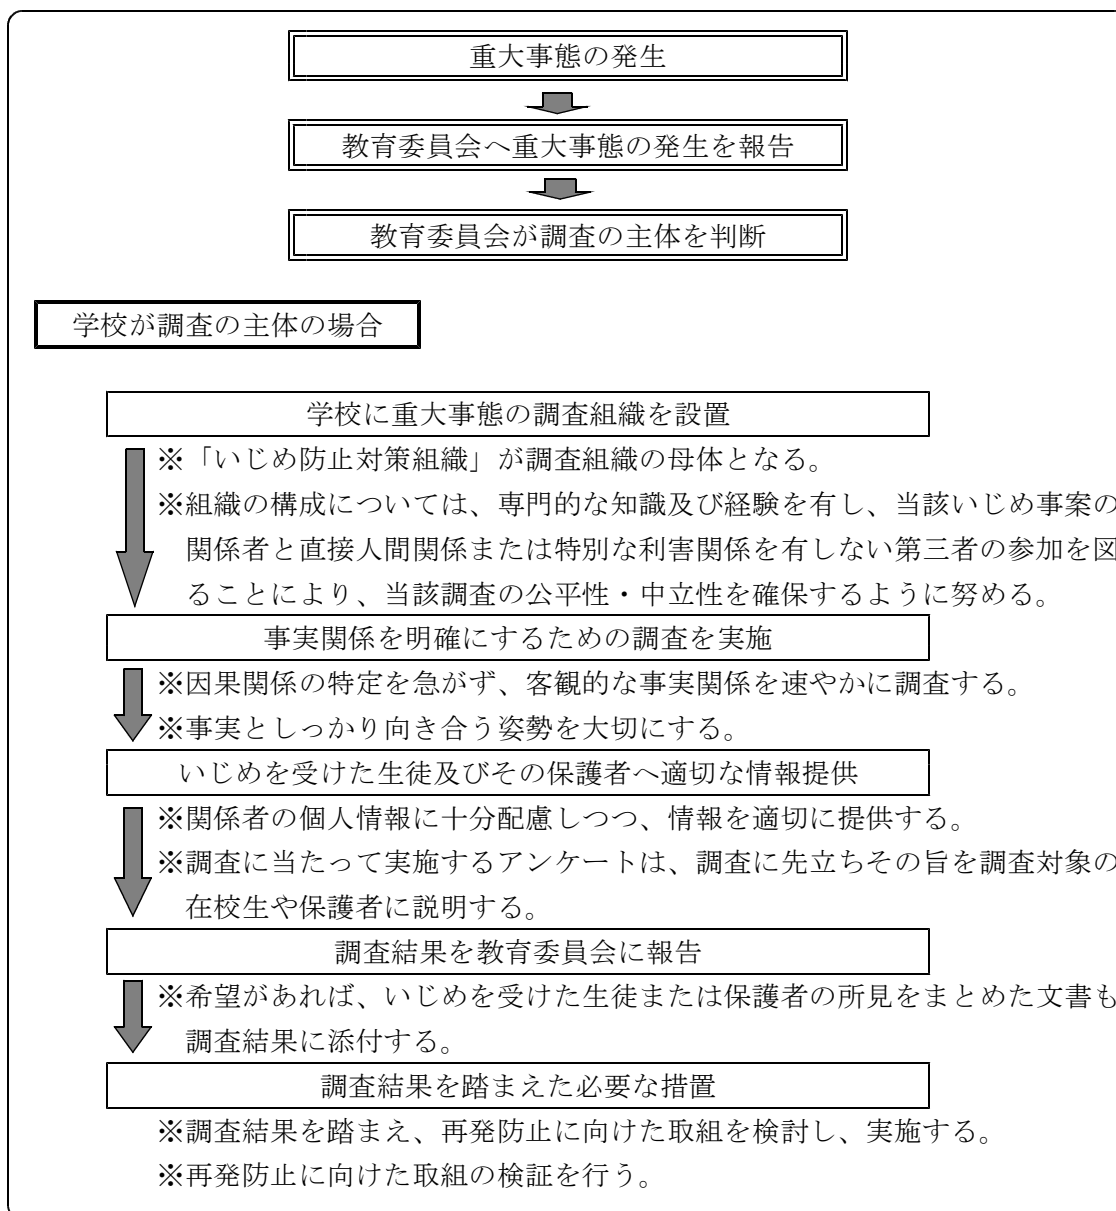 重大事態の発生
教育委員会へ重大事態の発生を報告
教育委員会が調査の主体を判断
学校が調査の主体の場合
学校に重大事態の調査組織を設置
※「いじめ防止対策組織」が調査組織の母体となる。
※組織の構成については、専門的な知識及び経験を有し、当該いじめ事案の
関係者と直接人間関係または特別な利害関係を有しない第三者の参加を図
ることにより、当該調査の公平性・中立性を確保するように努める。
事実関係を明確にするための調査を実施
※因果関係の特定を急がず、客観的な事実関係を速やかに調査する。
※事実としっかり向き合う姿勢を大切にする。
いじめを受けた生徒及びその保護者へ適切な情報提供
※関係者の個人情報に十分配慮しつつ、情報を適切に提供する。
※調査に当たって実施するアンケートは、調査に先立ちその旨を調査対象の
在校生や保護者に説明する。
調査結果を教育委員会に報告
※希望があれば、いじめを受けた生徒または保護者の所見をまとめた文書も
調査結果に添付する。
調査結果を踏まえた必要な措置
※調査結果を踏まえ、再発防止に向けた取組を検討し、実施する。
※再発防止に向けた取組の検証を行う。